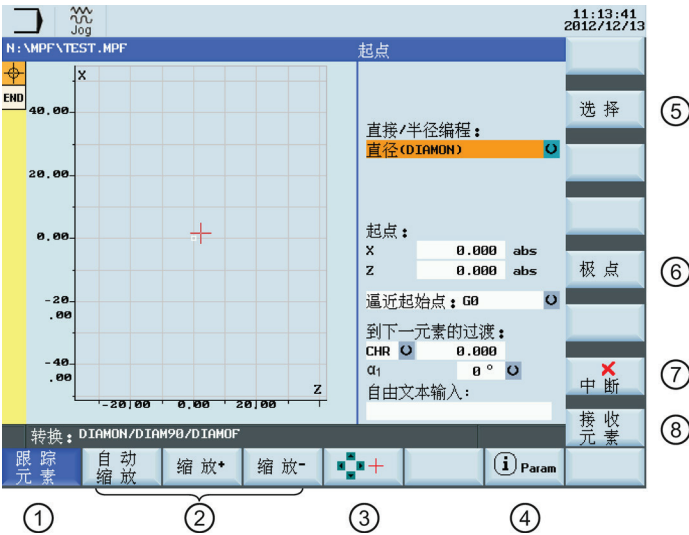 Jog
11:13:41
2012/12/13
N:\MPF\TEST.MPF
起点
END
X
40.00
20.00
0.00
-20
.00
-40
.00
-20.00 0.00 20.00
Z
直接/半径编程：
直径(DIAMON)
起点：
X 0.000 abs
Z 0.000 abs
逼近起始点：G0
到下一元素的过渡：
CHR 0.000
α1 0 °
自由文本输入：
选 择
极 点
中 断
接 收
元 素
⑤
⑥
⑦
⑧
转换：DIAMON/DIAM90/DIAMOF
跟 踪
元 素
自 动
缩 放
缩 放+
缩 放-
i Param
① ② ③ ④